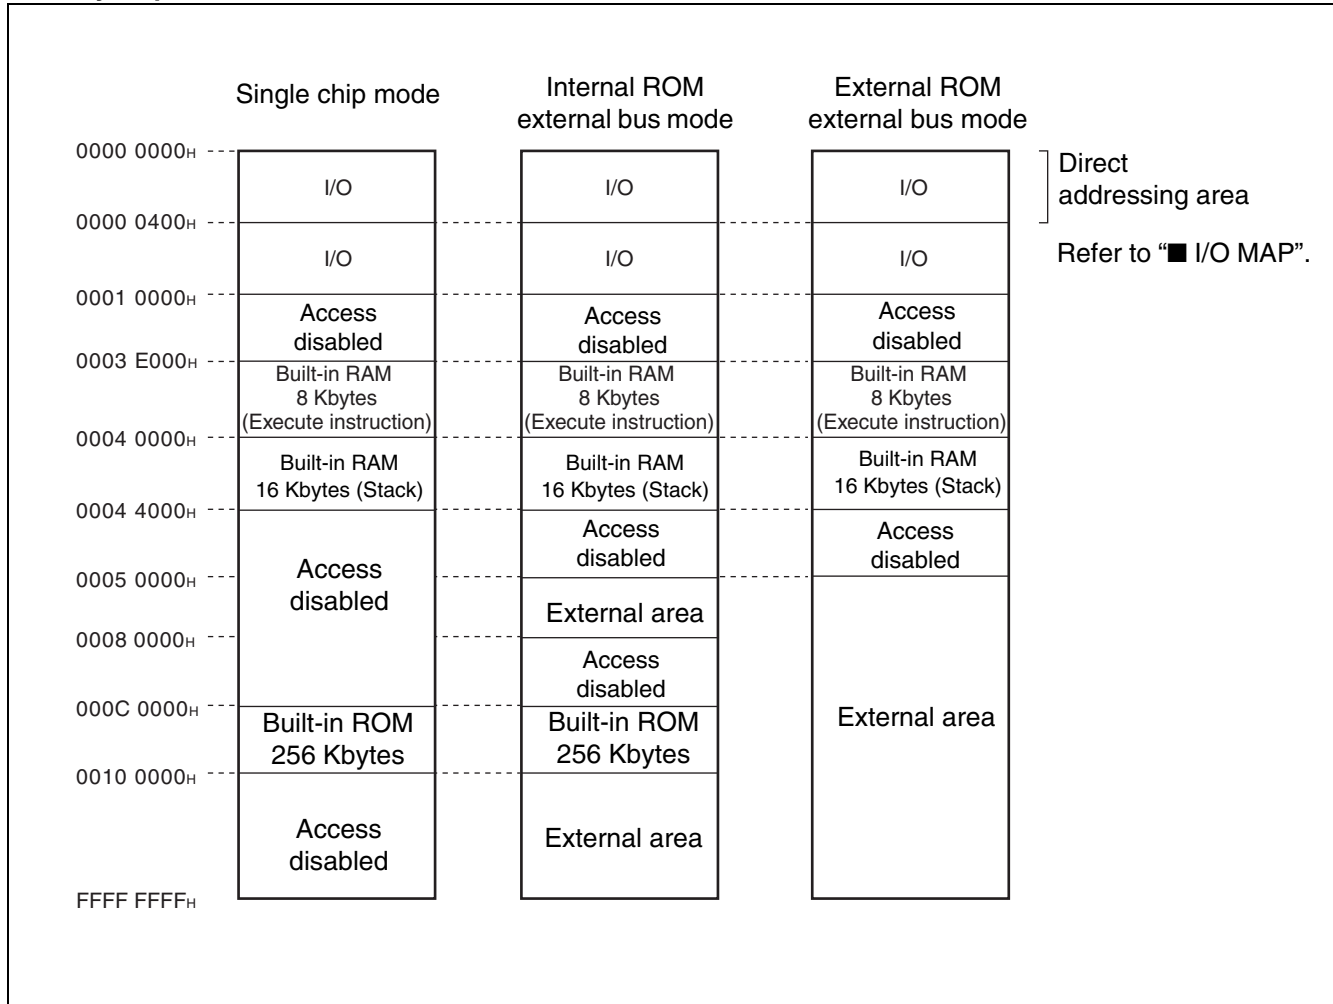 Single chip mode
Internal ROM
external bus mode
External ROM
external bus mode
0000 0000H
0000 0400H
0001 0000H
0003 E000H
0004 0000H
0004 4000H
0005 0000H
0008 0000H
000C 0000H
0010 0000H
FFFF FFFFH
I/O
I/O
Access
disabled
Built-in RAM
8 Kbytes
(Execute instruction)
Built-in RAM
16 Kbytes (Stack)
Access
disabled
Built-in ROM
256 Kbytes
Access
disabled
I/O
I/O
Access
disabled
Built-in RAM
8 Kbytes
(Execute instruction)
Built-in RAM
16 Kbytes (Stack)
Access
disabled
External area
Access
disabled
Built-in ROM
256 Kbytes
External area
I/O
I/O
Access
disabled
Built-in RAM
8 Kbytes
(Execute instruction)
Built-in RAM
16 Kbytes (Stack)
Access
disabled
External area
Direct
addressing area
Refer to “■ I/O MAP”.